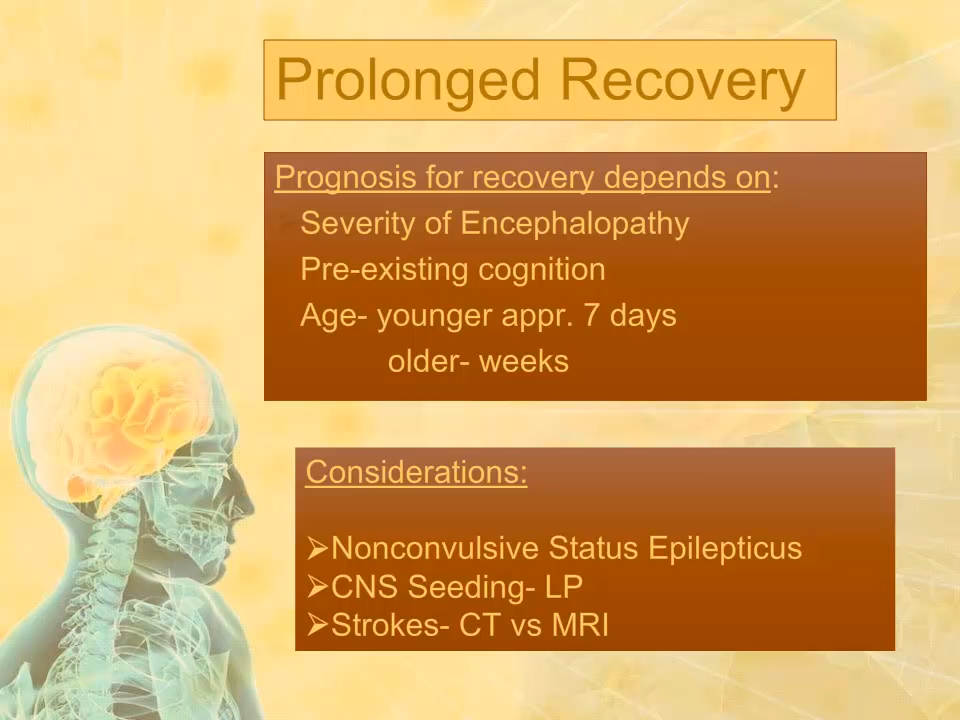 Prolonged Recovery
Prognosis for recovery depends on:
Severity of Encephalopathy
Pre-existing cognition
Age- younger appr. 7 days
older- weeks
Considerations:
➢Nonconvulsive Status Epilepticus
➢CNS Seeding- LP
➢Strokes- CT vs MRI